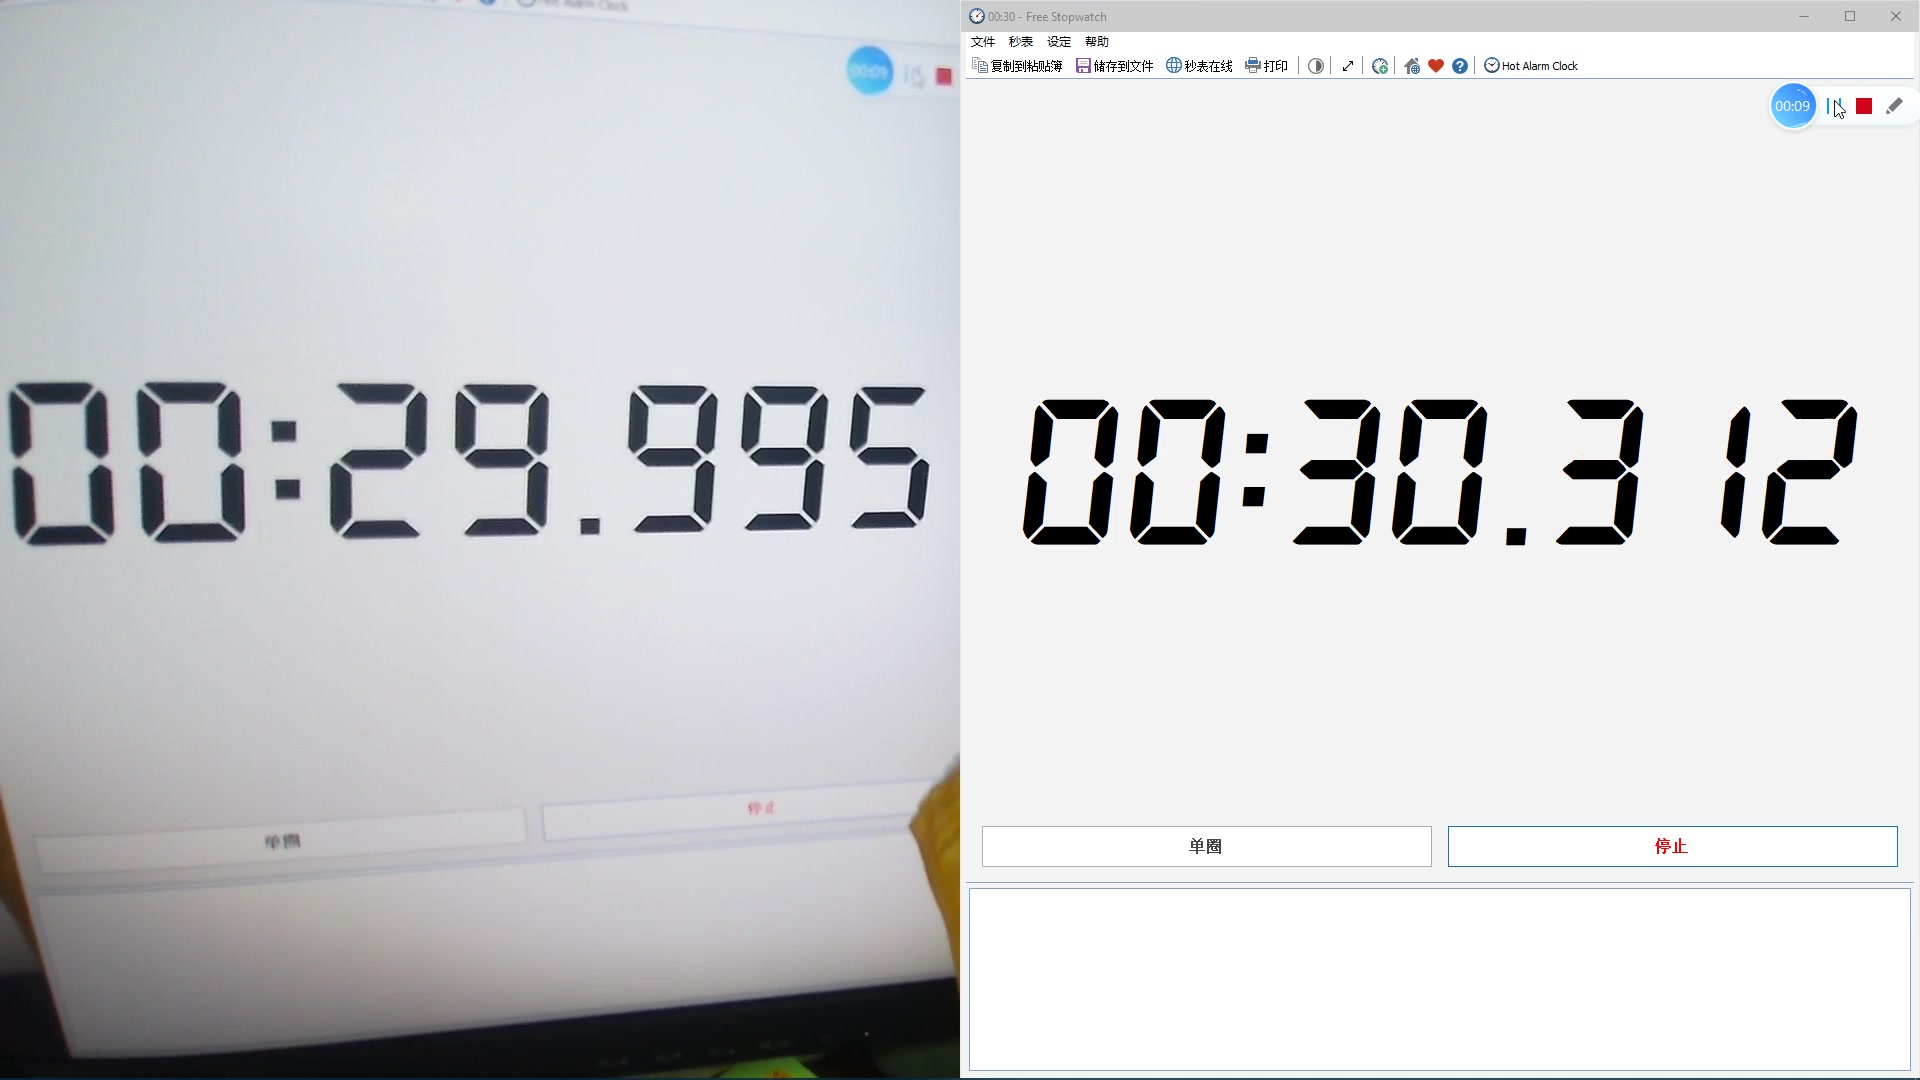 Hot Alarm Clock
00:09
00:29.995
单圈
停止
00:30 - Free Stopwatch
文件 秒表 设定 帮助
复制到粘贴簿 储存到文件 秒表在线 打印 Hot Alarm Clock
00:09
00:30.312
单圈 停止